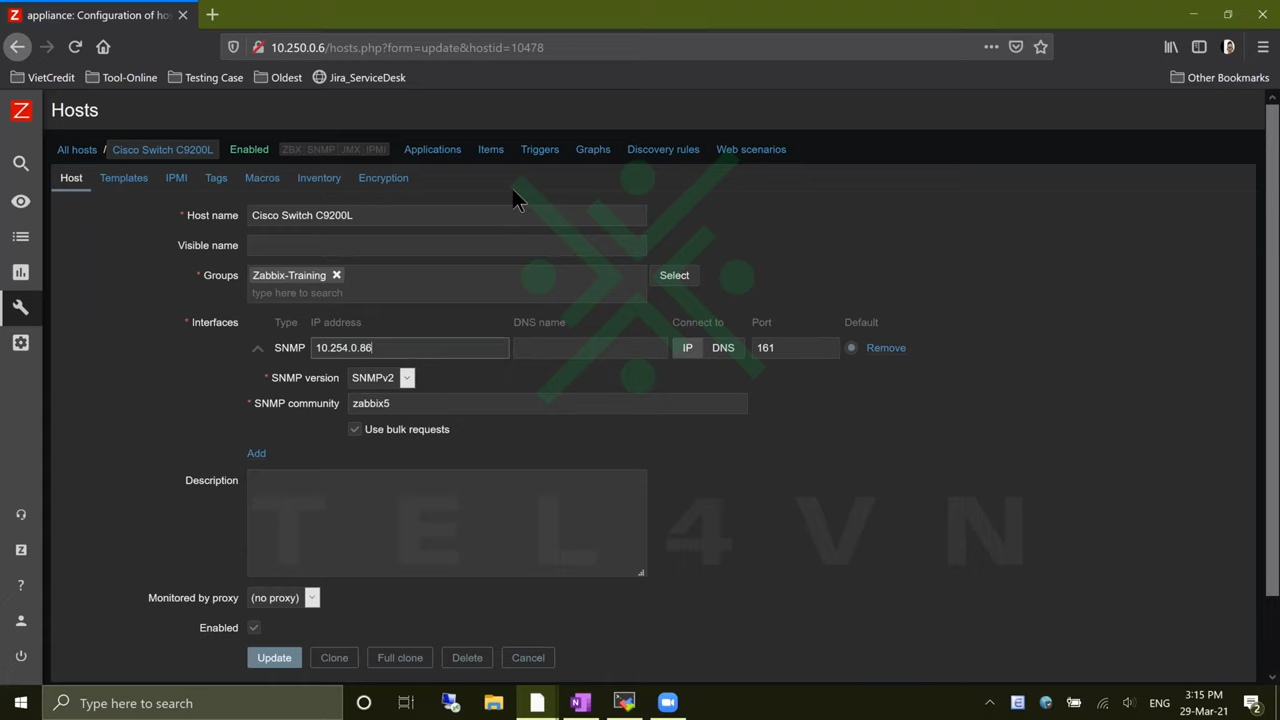 Z appliance: Configuration of ho
10.250.0.6/hosts.php?form=update&hostid=10478
VietCredit Tool-Online Testing Case Oldest Jira_ServiceDesk Other Bookmarks
Z Hosts
All hosts / Cisco Switch C9200L Enabled ZBX SNMP JMX IPMI Applications Items Triggers Graphs Discovery rules Web scenarios
Host Templates IPMI Tags Macros Inventory Encryption
* Host name Cisco Switch C9200L
Visible name
* Groups Zabbix-Training Select
type here to search
* Interfaces Type IP address DNS name Connect to Port Default
SNMP 10.254.0.86 IP DNS 161 Remove
* SNMP version SNMPv2
* SNMP community zabbix5
Use bulk requests
Add
Description
TEL4VN
Z
?
Monitored by proxy (no proxy)
Enabled
Update Clone Full clone Delete Cancel
Type here to search
ENG
3:15 PM
29-Mar-21
2